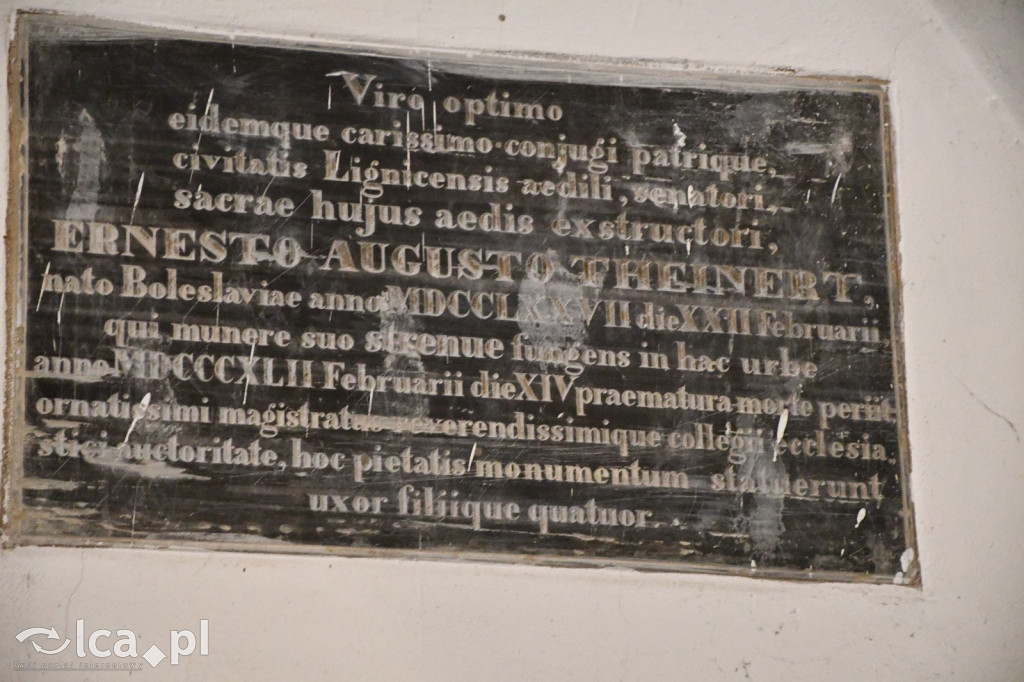 Viro optimo
eidemque carissimo conjugi patrique,
civitatis Lignicensis aedili, senatori,
sacrae hujus aedis exstructori,
ERNESTO AUGUSTO THEINERT,
nato Boleslaviae anno MDCCLXXVII die XXII Februarii
qui munere suo strenue fungens in hac urbe
anno MDCCCXLII Februarii die XIV praematura morte periit
ornatissimi magistratus reverendissimique collegii ecclesia
stici auctoritate, hoc pietatis monumentum statuerunt
uxor filiique quatuor
lca.pl